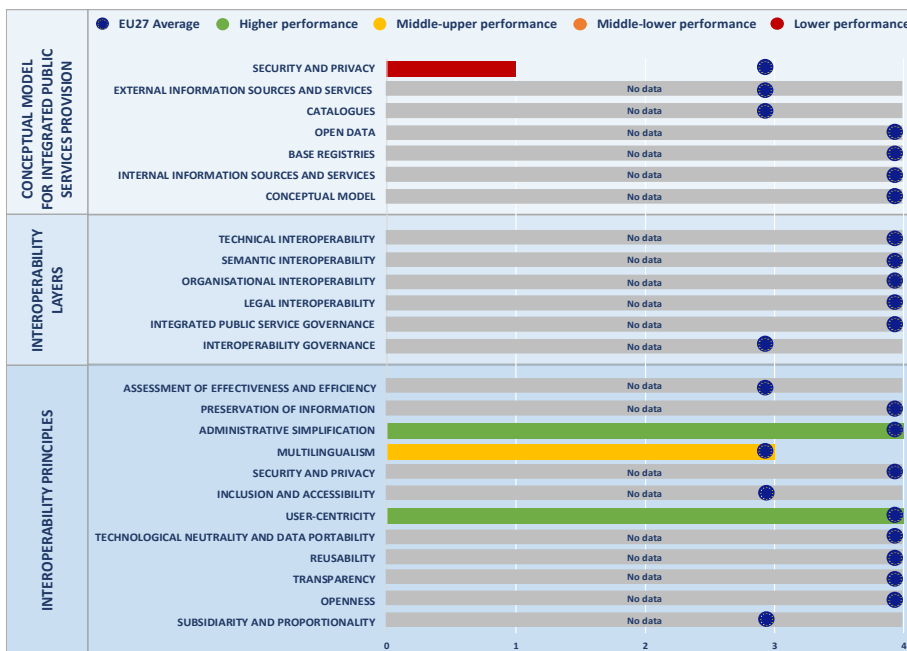 EU27 Average Higher performance Middle-upper performance Middle-lower performance Lower performance
CONCEPTUAL MODEL
FOR INTEGRATED PUBLIC
SERVICES PROVISION
SECURITY AND PRIVACY
EXTERNAL INFORMATION SOURCES AND SERVICES No data
CATALOGUES No data
OPEN DATA No data
BASE REGISTRIES No data
INTERNAL INFORMATION SOURCES AND SERVICES No data
CONCEPTUAL MODEL No data
INTEROPERABILITY
LAYERS
TECHNICAL INTEROPERABILITY No data
SEMANTIC INTEROPERABILITY No data
ORGANISATIONAL INTEROPERABILITY No data
LEGAL INTEROPERABILITY No data
INTEGRATED PUBLIC SERVICE GOVERNANCE No data
INTEROPERABILITY GOVERNANCE No data
INTEROPERABILITY PRINCIPLES
ASSESSMENT OF EFFECTIVENESS AND EFFICIENCY No data
PRESERVATION OF INFORMATION No data
ADMINISTRATIVE SIMPLIFICATION
MULTILINGUALISM
SECURITY AND PRIVACY No data
INCLUSION AND ACCESSIBILITY No data
USER-CENTRICITY
TECHNOLOGICAL NEUTRALITY AND DATA PORTABILITY No data
REUSABILITY No data
TRANSPARENCY No data
OPENNESS No data
SUBSIDIARITY AND PROPORTIONALITY No data
0 1 2 3 4